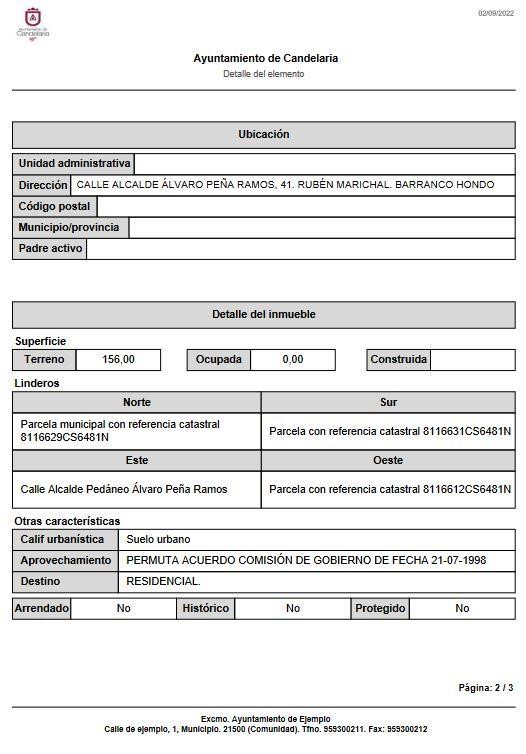 02/09/2022
Ayuntamiento de
Candelaria
Ayuntamiento de Candelaria
Detalle del elemento
Ubicación
Unidad administrativa
Dirección CALLE ALCALDE ÁLVARO PEÑA RAMOS, 41. RUBÉN MARICHAL. BARRANCO HONDO
Código postal
Municipio/provincia
Padre activo
Detalle del inmueble
Superficie
Terreno 156,00 Ocupada 0,00 Construida
Linderos
Norte Sur
Parcela municipal con referencia catastral
8116629CS6481N
Parcela con referencia catastral 8116631CS6481N
Este Oeste
Calle Alcalde Pedáneo Álvaro Peña Ramos Parcela con referencia catastral 8116612CS6481N
Otras características
Calif urbanística Suelo urbano
Aprovechamiento PERMUTA ACUERDO COMISIÓN DE GOBIERNO DE FECHA 21-07-1998
Destino RESIDENCIAL.
Arrendado No Histórico No Protegido No
Página: 2 / 3
Excmo. Ayuntamiento de Ejemplo
Calle de ejemplo, 1, Municipio. 21500 (Comunidad). Tfno. 959300211. Fax: 959300212